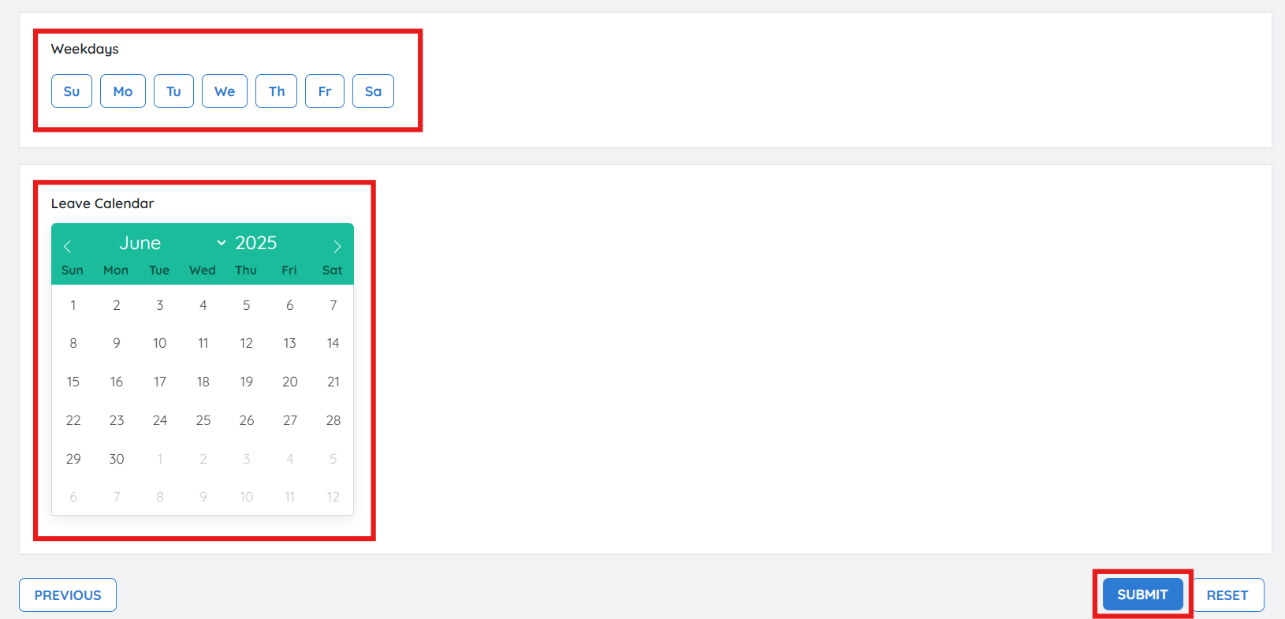 Weekdays
Su Mo Tu We Th Fr Sa
Leave Calendar
June 2025
Sun Mon Tue Wed Thu Fri Sat
1 2 3 4 5 6 7
8 9 10 11 12 13 14
15 16 17 18 19 20 21
22 23 24 25 26 27 28
29 30 1 2 3 4 5
6 7 8 9 10 11 12
PREVIOUS SUBMIT RESET